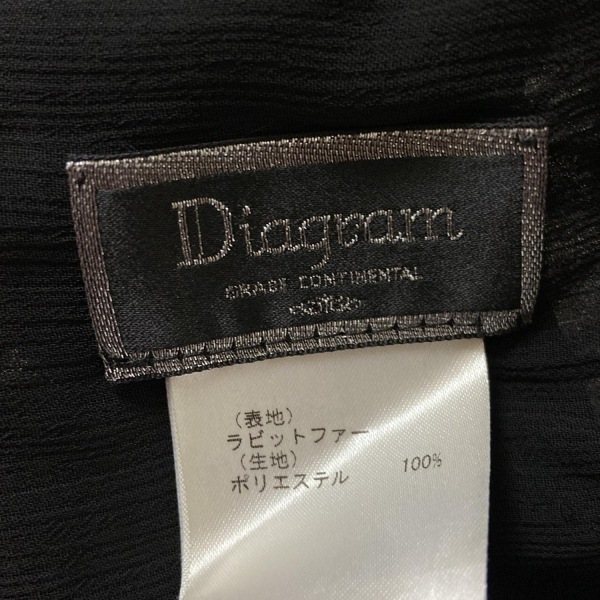 Diagram
GRACE CONTINENTAL
(表地)
ラビットファー
(生地)
ポリエステル 100%